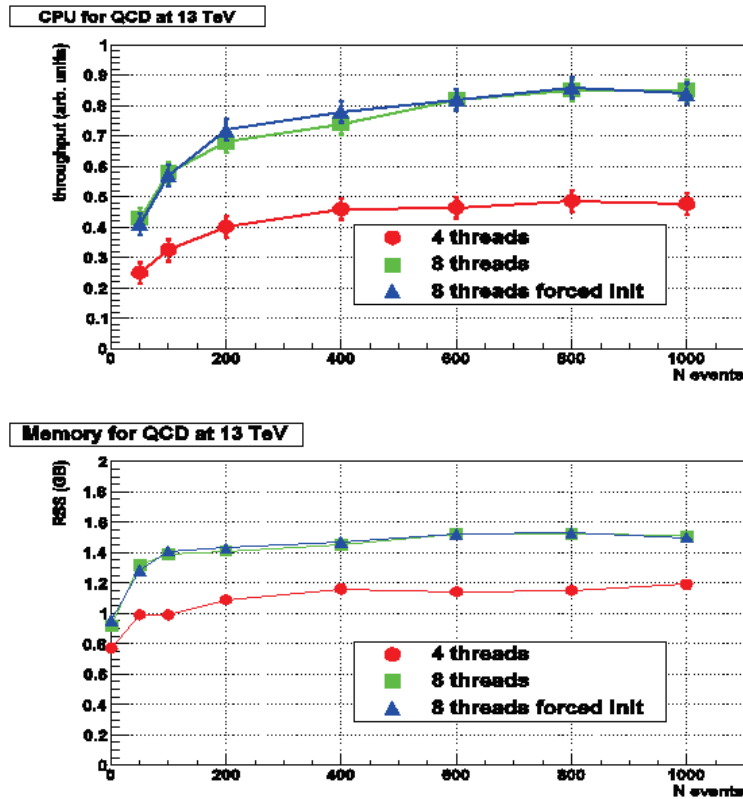 CPU for QCD at 13 TeV
throughput (arb. units)
1
0.9
0.8
0.7
0.6
0.5
0.4
0.3
0.2
0.1
0
4 threads
8 threads
8 threads forced init
0 200 400 600 800 1000
N events
Memory for QCD at 13 TeV
RSS (GB)
2
1.8
1.6
1.4
1.2
1
0.8
0.6
0.4
0.2
0
4 threads
8 threads
8 threads forced init
0 200 400 600 800 1000
N events